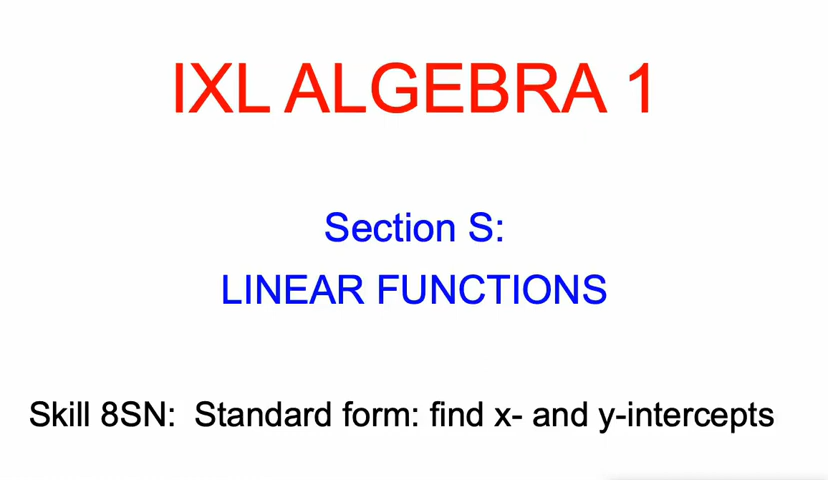 IXL ALGEBRA 1
Section S:
LINEAR FUNCTIONS
Skill 8SN: Standard form: find x- and y-intercepts